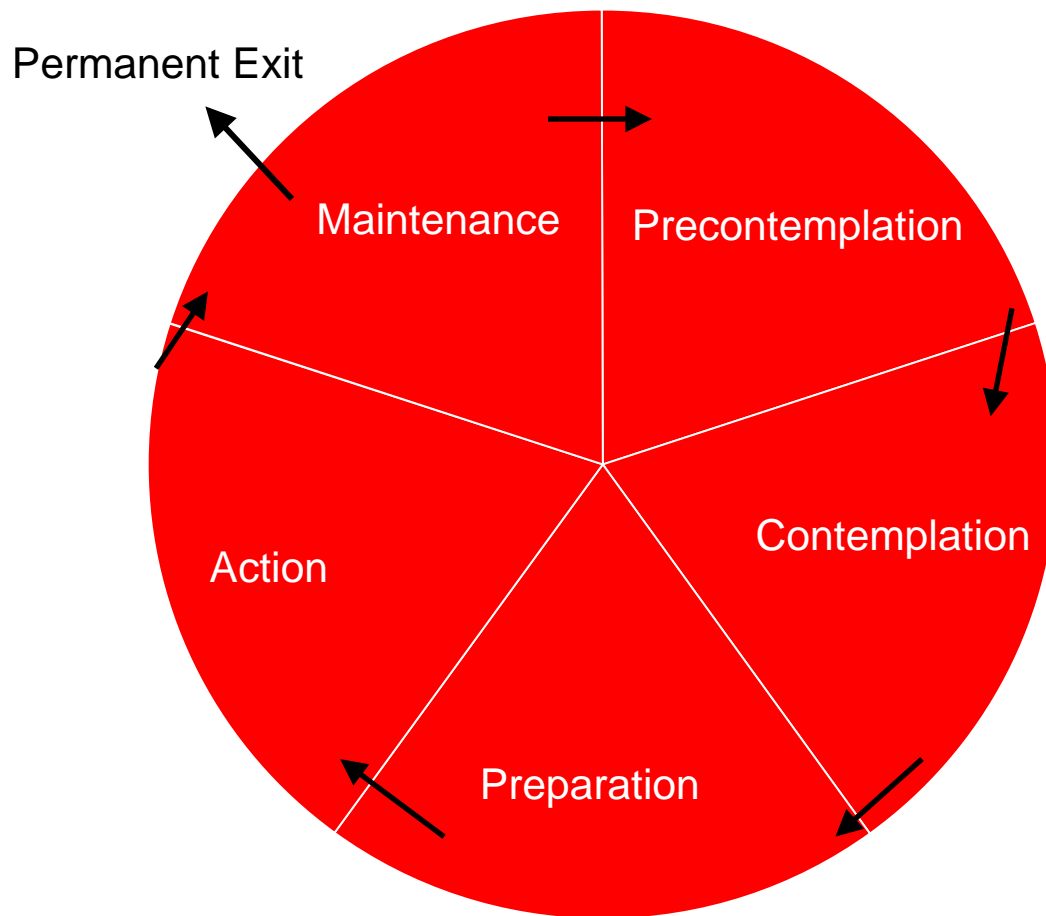 Permanent Exit
Maintenance
Precontemplation
Contemplation
Action
Preparation